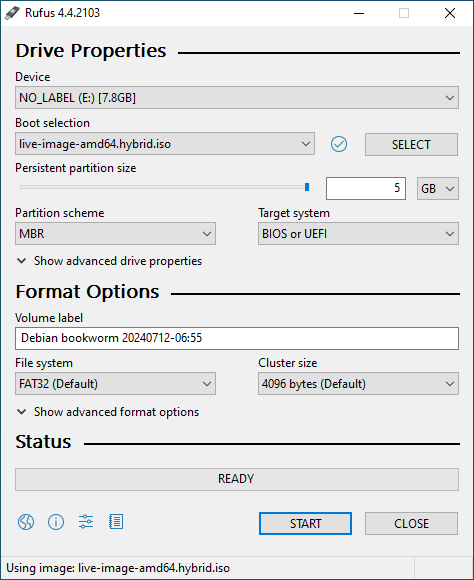 Rufus 4.4.2103
Drive Properties
Device
NO_LABEL (E:) [7.8GB]
Boot selection
live-image-amd64.hybrid.iso
SELECT
Persistent partition size
5
GB
Partition scheme
Target system
MBR
BIOS or UEFI
Show advanced drive properties
Format Options
Volume label
Debian bookworm 20240712-06:55
File system
Cluster size
FAT32 (Default)
4096 bytes (Default)
Show advanced format options
Status
READY
START
CLOSE
Using image: live-image-amd64.hybrid.iso